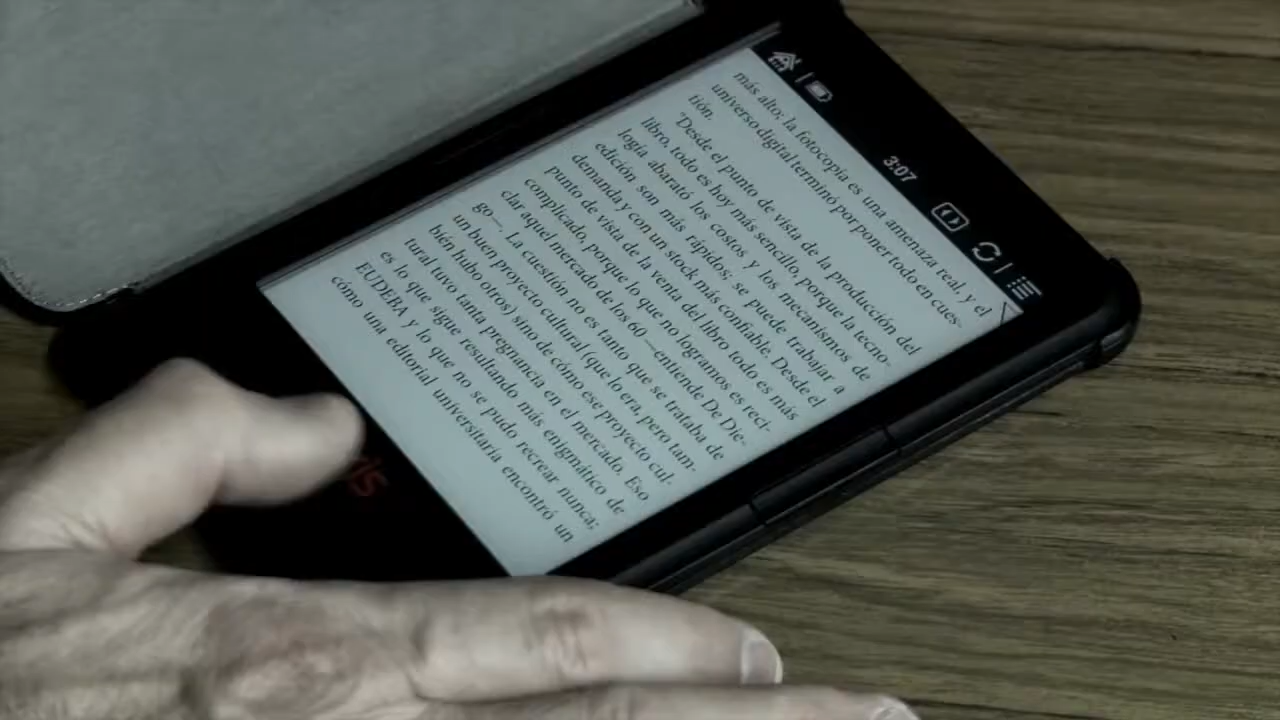 3:07
más alto; la fotocopia es una amenaza real, y el
universo digital terminó por poner todo en cues-
tión.
"Desde el punto de vista de la producción del
libro, todo es hoy más sencillo, porque la tecno-
logía abarató los costos y los mecanismos de
edición son más rápidos; se puede trabajar a
demanda y con un stock más confiable. Desde el
punto de vista de la venta del libro todo es más
complicado, porque lo que no logramos es reci-
clar aquel mercado de los 60 —entiende De Die-
go—. La cuestión no es tanto que se trataba de
un buen proyecto cultural (que lo era, pero tam-
bién hubo otros) sino de cómo ese proyecto cul-
tural tuvo tanta pregnancia en el mercado. Eso
es lo que sigue resultando más enigmático de
EUDEBA y lo que no se pudo recrear nunca;
cómo una editorial universitaria encontró un